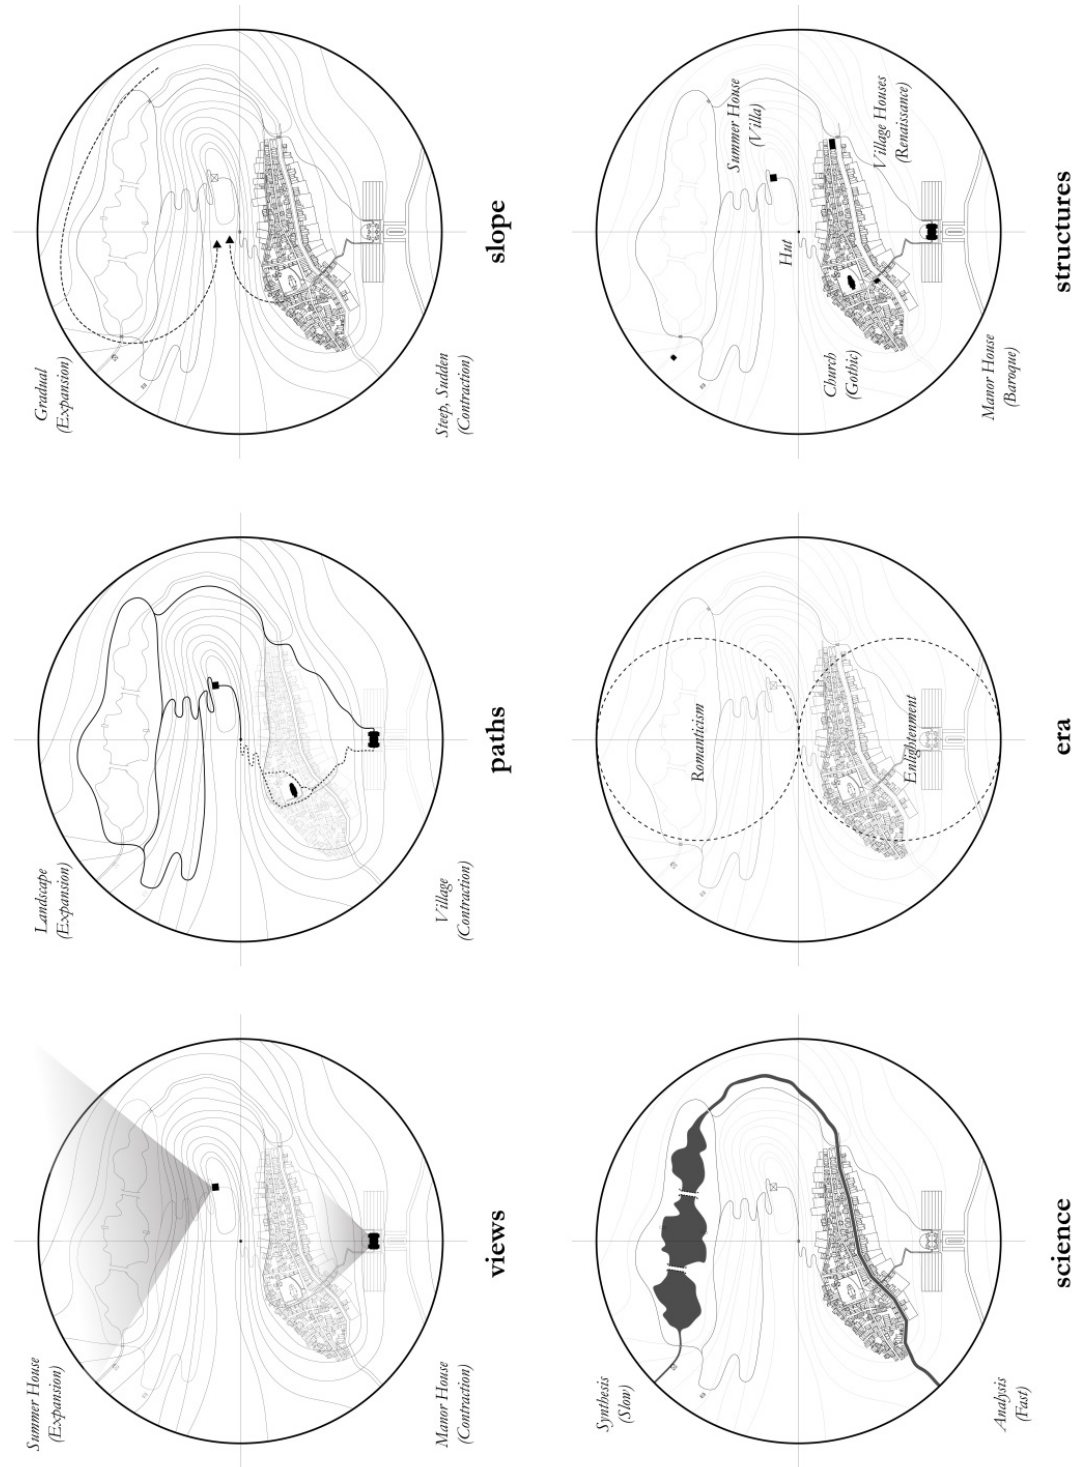 Summer House
(Expansion)
Manor House
(Contraction)
views
Landscape
(Expansion)
Village
(Contraction)
paths
Gradual
(Expansion)
Steep, Sudden
(Contraction)
slope
Synthesis
(Slow)
Analysis
(Fast)
science
Romanticism
Enlightenment
era
Summer House
(Villa)
Hut
Church
(Gothic)
Village Houses
(Renaissance)
Manor House
(Baroque)
structures